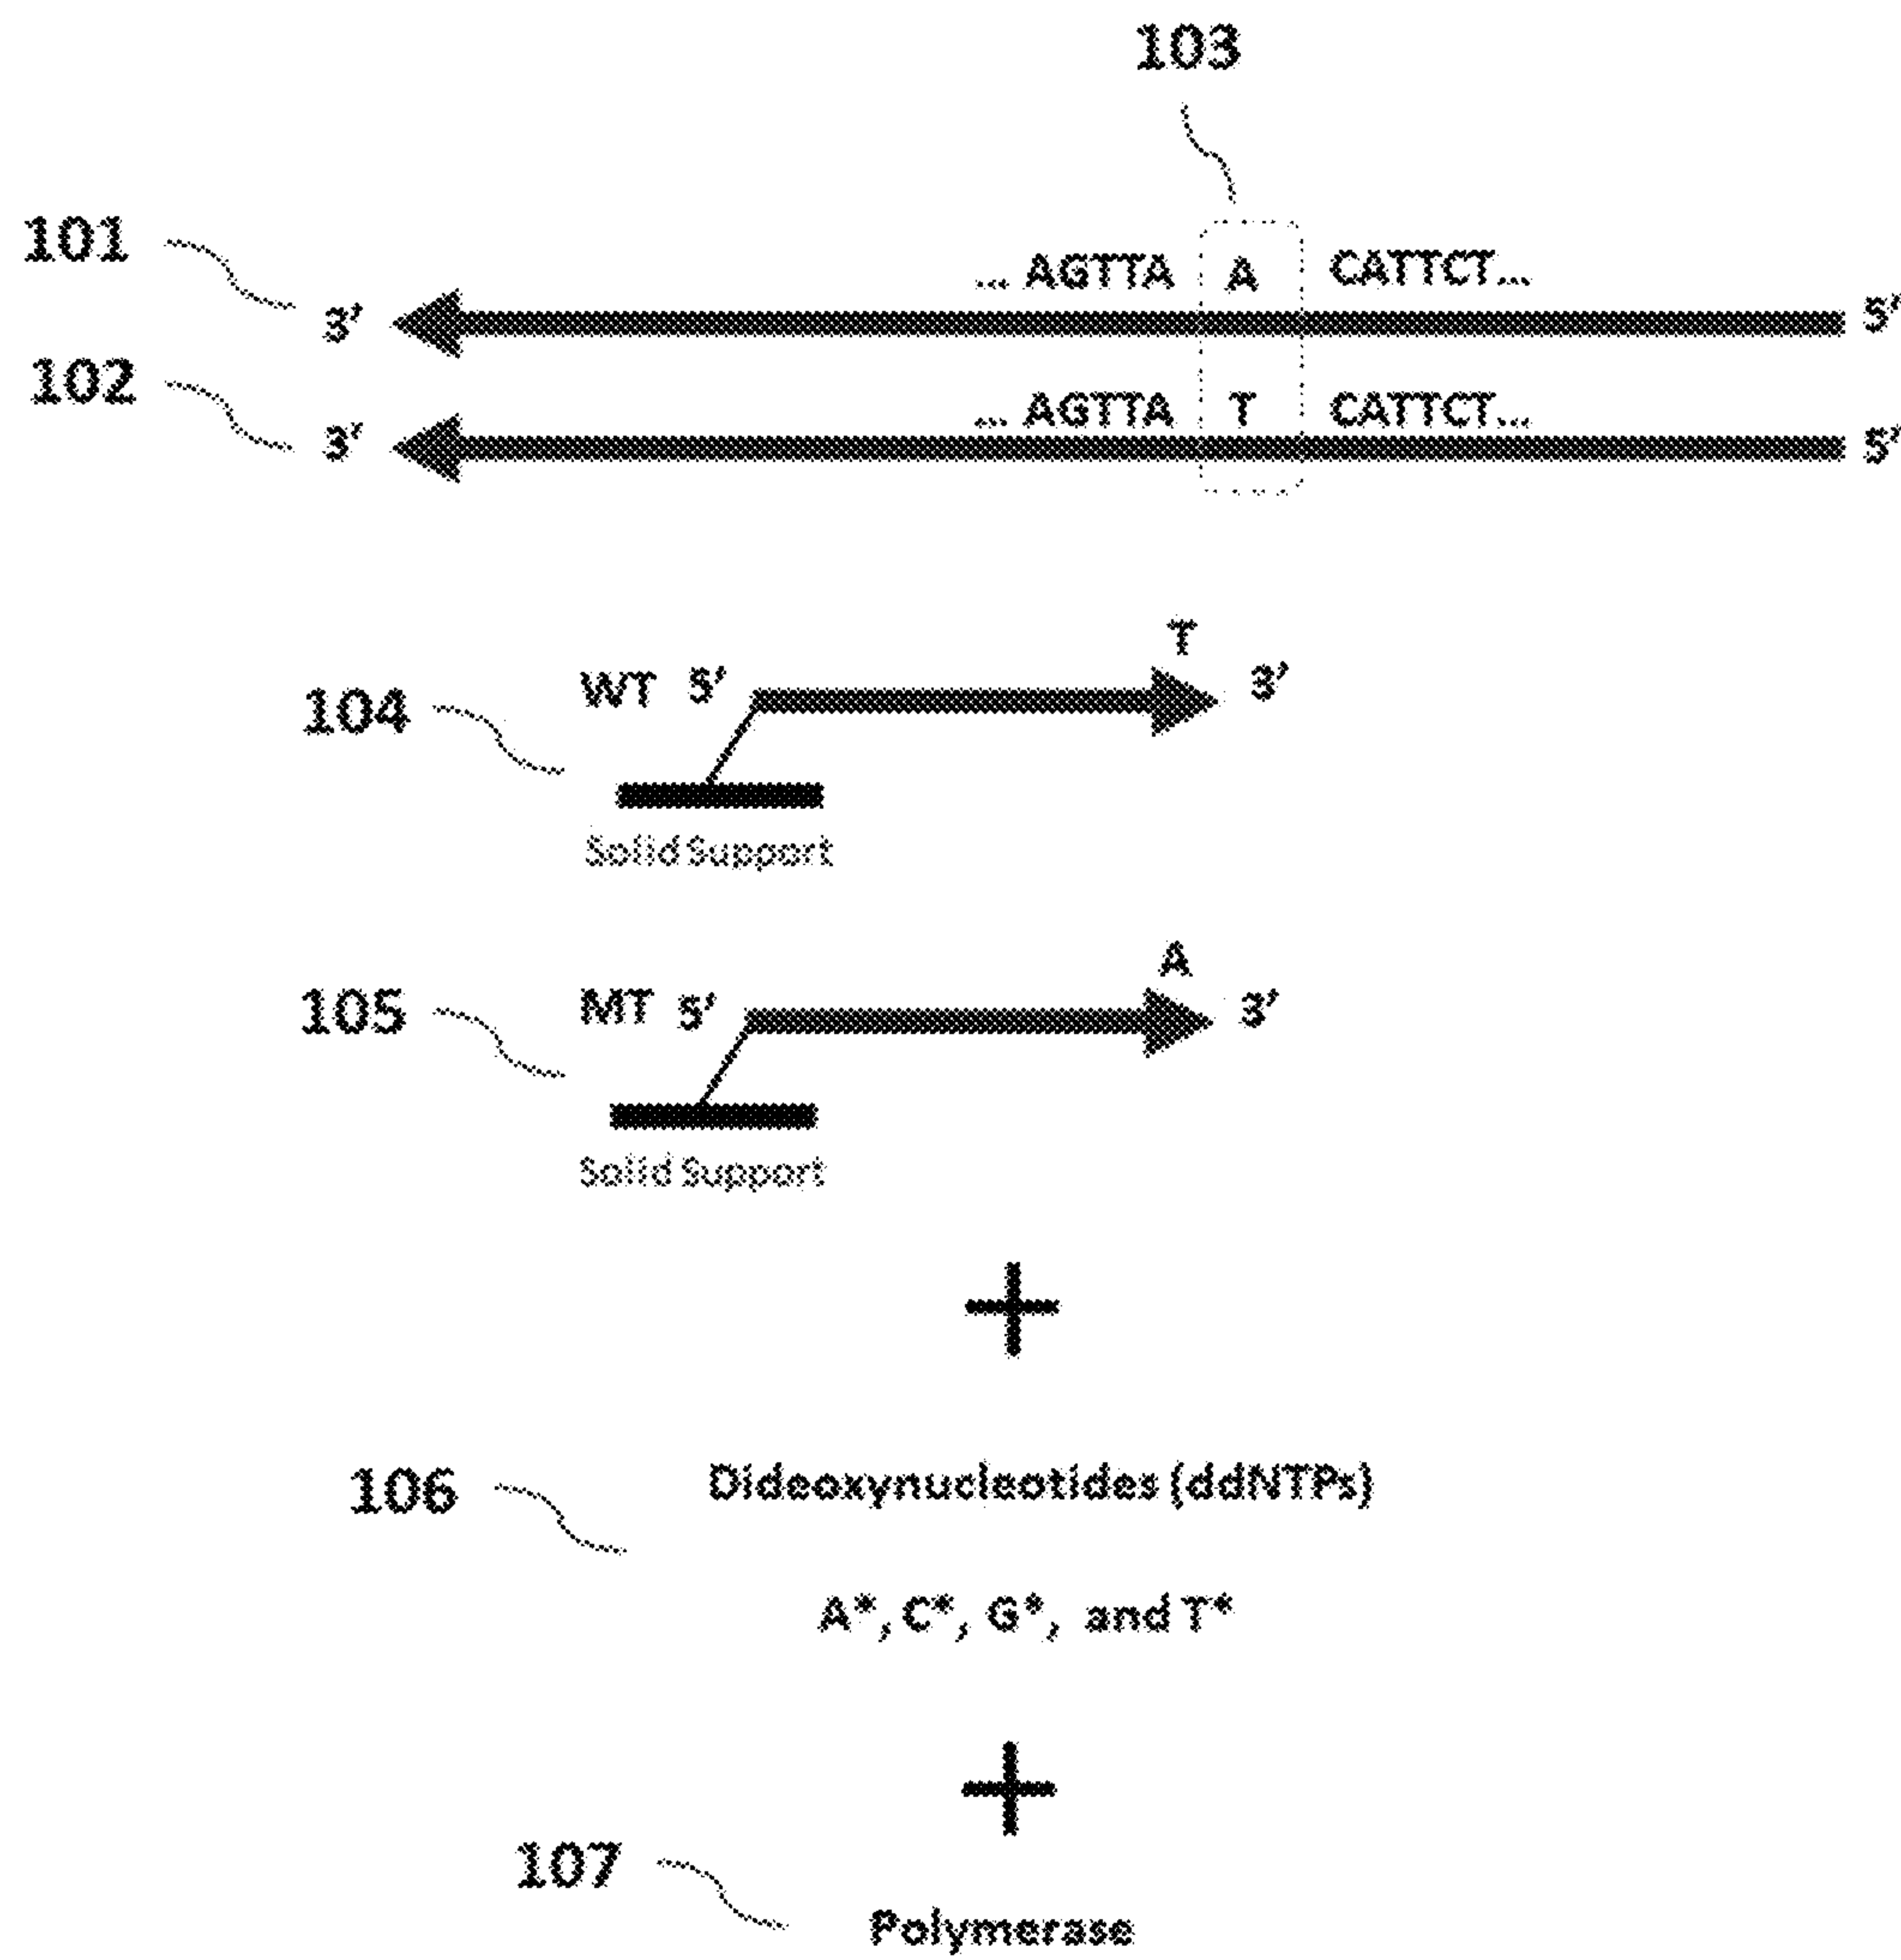 103
101
... AGTTA A CATTCT...
3' 5'
102
... AGTTA T CATTCT...
3' 5'
T
104 WT 5' 3'
Solid Support
A
105 MT 5' 3'
Solid Support
+
106 Dideoxynucleotides (ddNTPs)
A*, C*, G*, and T*
+
107
Polymerase